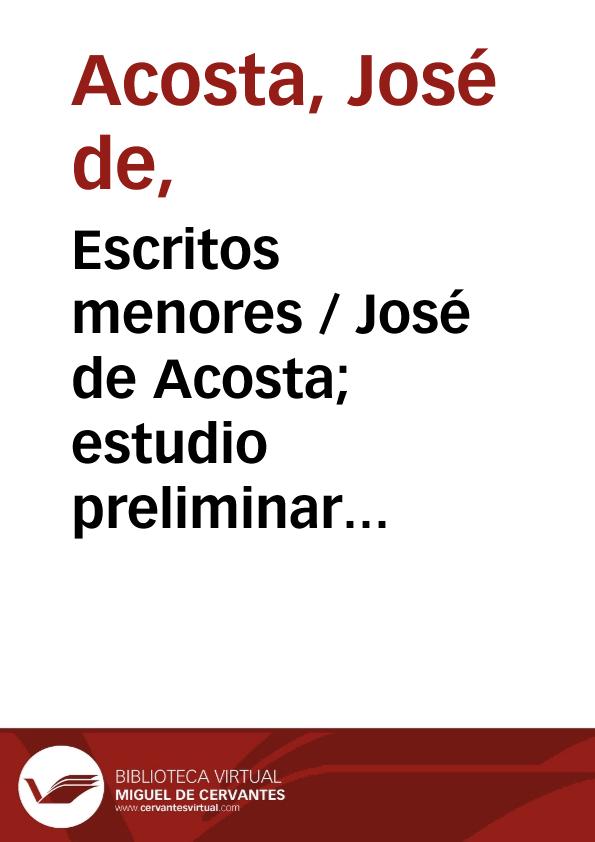 Acosta, José
de,
Escritos
menores / José
de Acosta;
estudio
preliminar...
BIBLIOTECA VIRTUAL
MIGUEL DE CERVANTES
www.cervantesvirtual.com